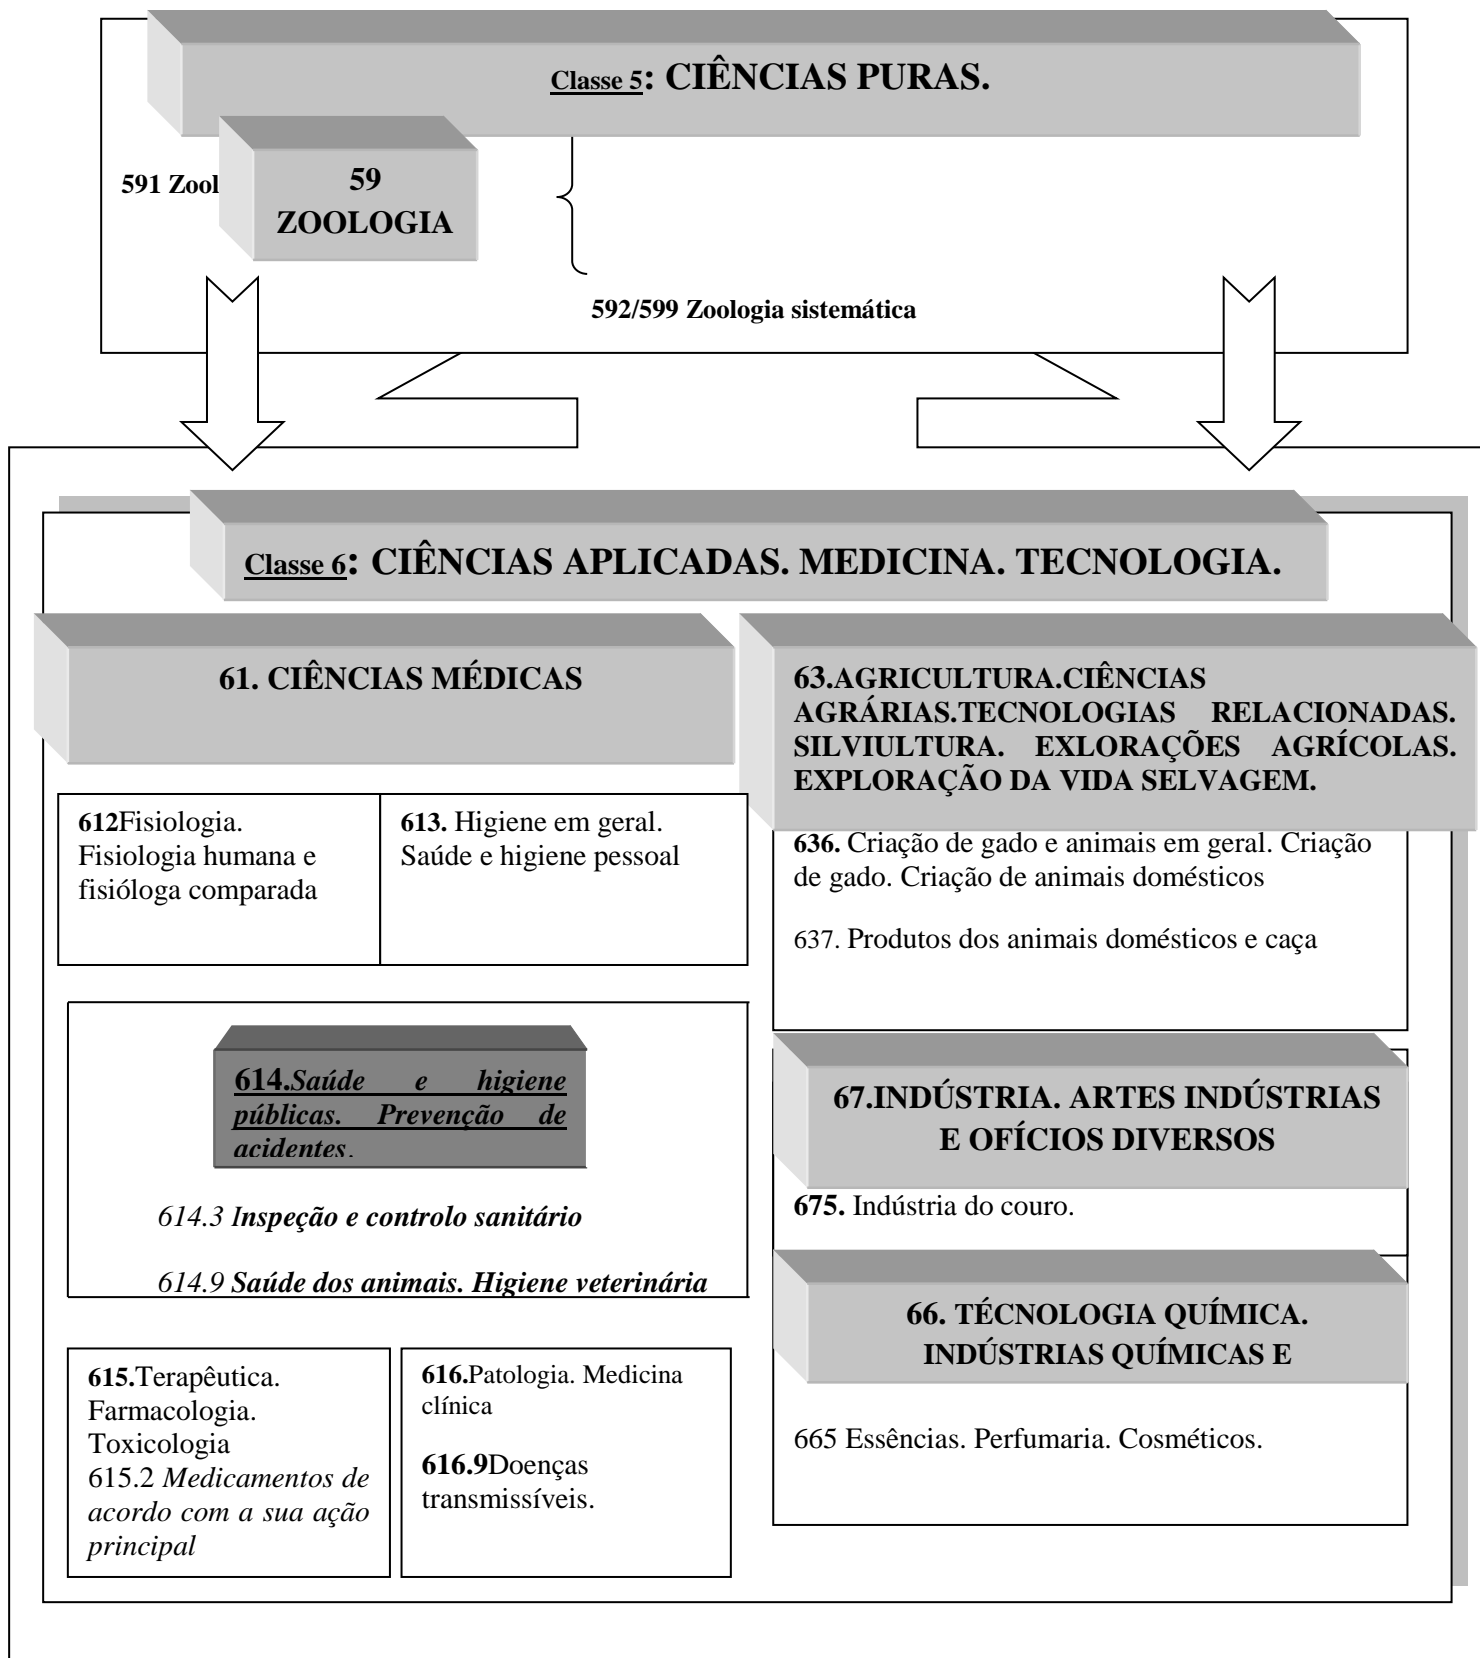 Classe 5: CIÊNCIAS PURAS.
59
ZOOLOGIA
591 Zool
592/599 Zoologia sistemática
Classe 6: CIÊNCIAS APLICADAS. MEDICINA. TECNOLOGIA.
61. CIÊNCIAS MÉDICAS
612Fisiologia.
Fisiologia humana e
fisióloga comparada
613. Higiene em geral.
Saúde e higiene pessoal
614.Saúde e higiene
públicas. Prevenção de
acidentes.
614.3 Inspeção e controlo sanitário
614.9 Saúde dos animais. Higiene veterinária
615.Terapêutica.
Farmacologia.
Toxicologia
615.2 Medicamentos de
acordo com a sua ação
principal
616.Patologia. Medicina
clínica
616.9Doenças
transmissíveis.
63.AGRICULTURA.CIÊNCIAS
AGRÁRIAS.TECNOLOGIAS RELACIONADAS.
SILVIULTURA. EXLORAÇÕES AGRÍCOLAS.
EXPLORAÇÃO DA VIDA SELVAGEM.
636. Criação de gado e animais em geral. Criação
de gado. Criação de animais domésticos
637. Produtos dos animais domésticos e caça
67.INDÚSTRIA. ARTES INDÚSTRIAS
E OFÍCIOS DIVERSOS
675. Indústria do couro.
66. TÉCNOLOGIA QUÍMICA.
INDÚSTRIAS QUÍMICAS E
665 Essências. Perfumaria. Cosméticos.